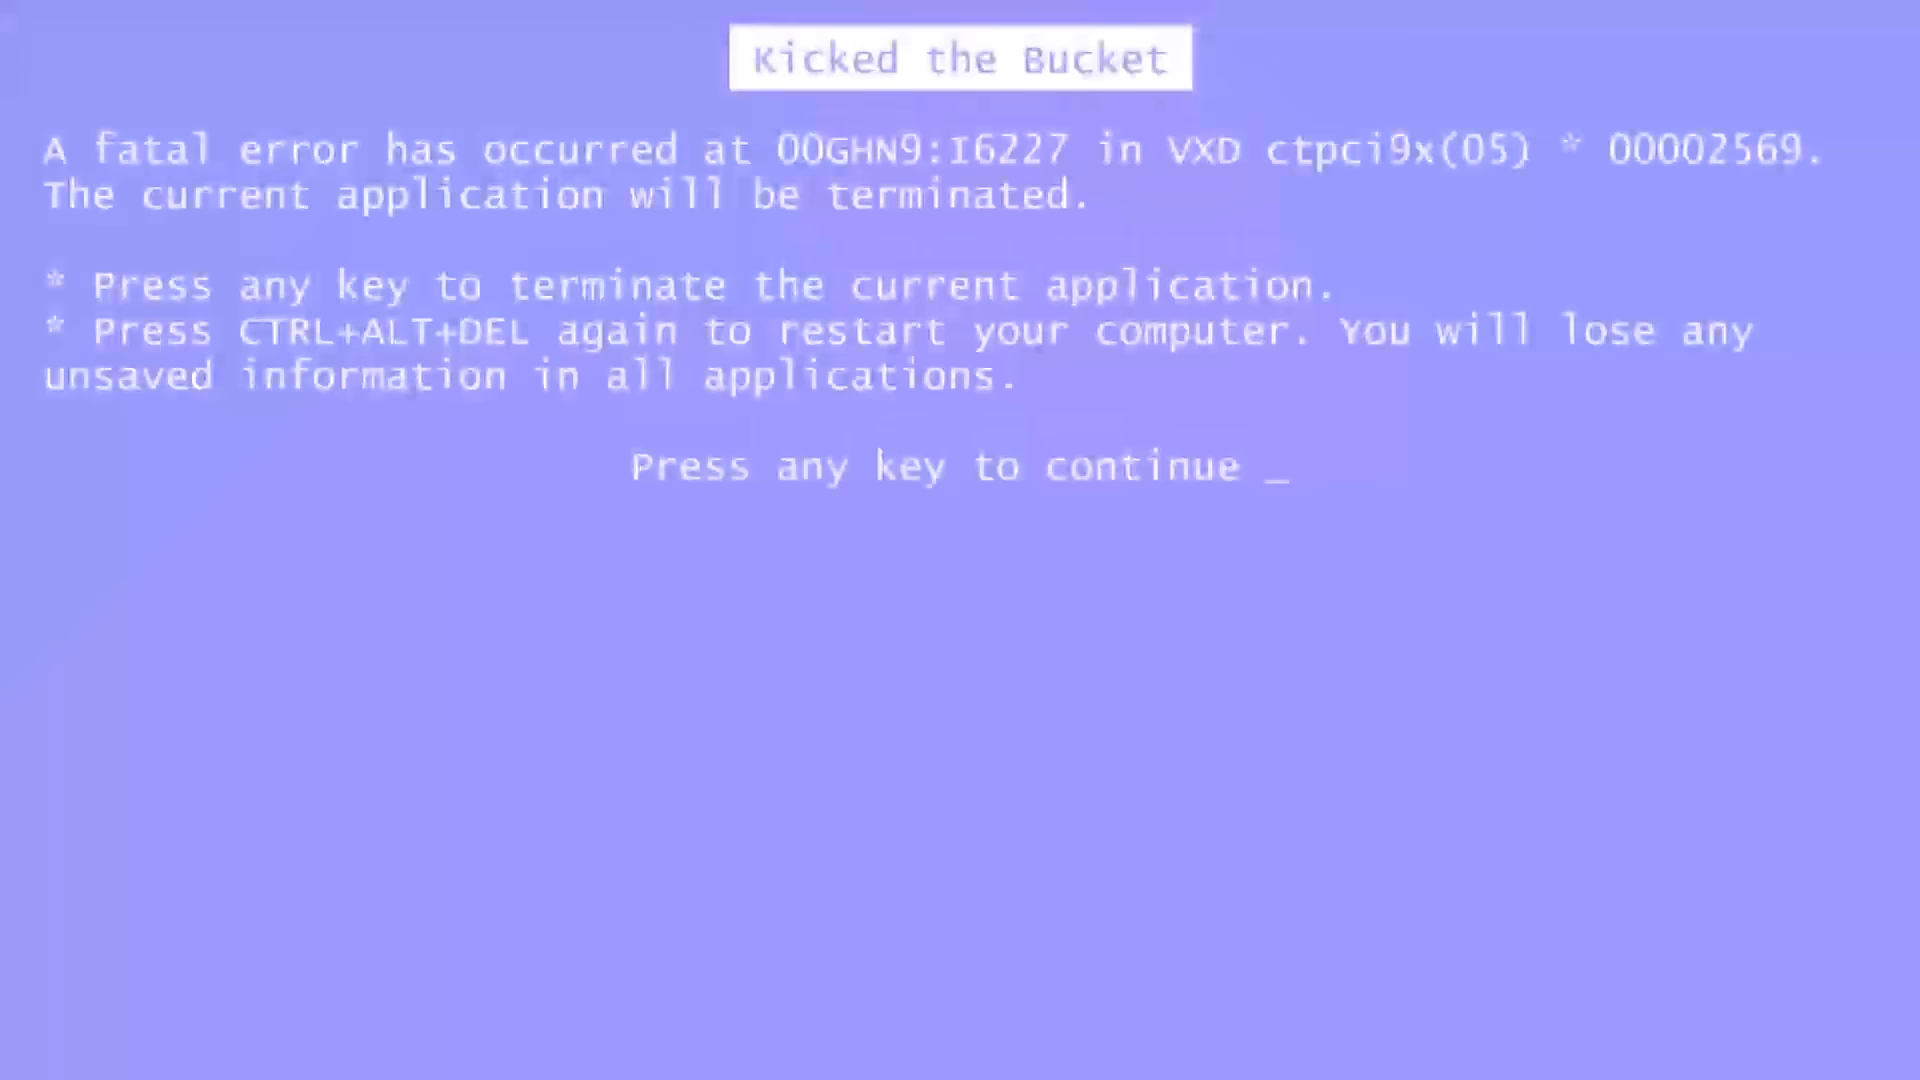 Kicked the Bucket
A fatal error has occurred at 00GHN9:I6227 in VXD ctpci9x(05) * 00002569.
The current application will be terminated.
* Press any key to terminate the current application.
* Press CTRL+ALT+DEL again to restart your computer. You will lose any
unsaved information in all applications.
Press any key to continue _